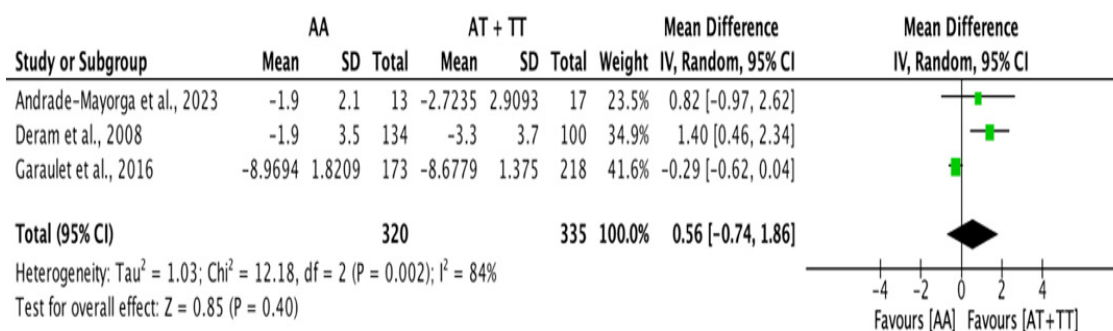 AA AT + TT Mean Difference Mean Difference
Study or Subgroup Mean SD Total Mean SD Total Weight IV, Random, 95% CI IV, Random, 95% CI
Andrade-Mayorga et al., 2023 -1.9 2.1 13 -2.7235 2.9093 17 23.5% 0.82 [-0.97, 2.62]
Deram et al., 2008 -1.9 3.5 134 -3.3 3.7 100 34.9% 1.40 [0.46, 2.34]
Garaulet et al., 2016 -8.9694 1.8209 173 -8.6779 1.375 218 41.6% -0.29 [-0.62, 0.04]
Total (95% CI) 320 335 100.0% 0.56 [-0.74, 1.86]
Heterogeneity: Tau² = 1.03; Chi² = 12.18, df = 2 (P = 0.002); I² = 84%
Test for overall effect: Z = 0.85 (P = 0.40)
-4 -2 0 2 4
Favours [AA] Favours [AT+TT]